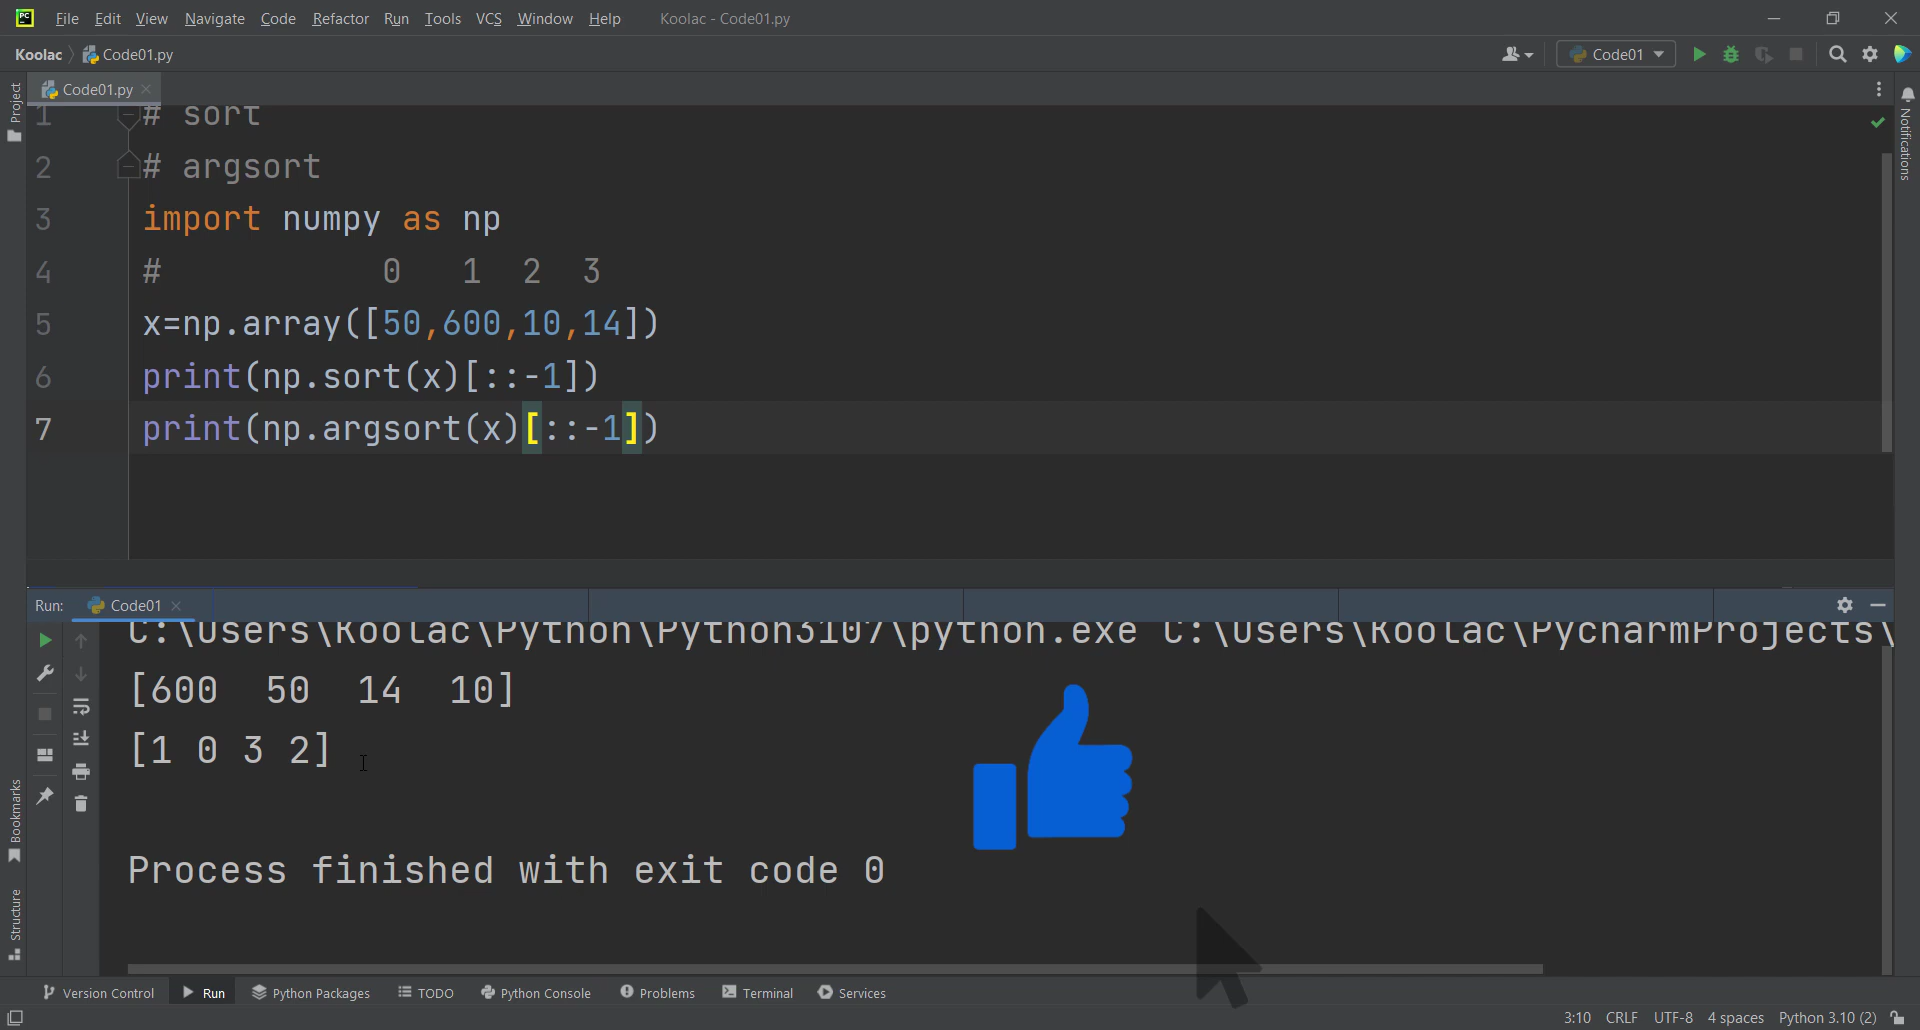 PC File Edit View Navigate Code Refactor Run Tools VCS Window Help Koolac - Code01.py
Koolac Code01.py Code01
Project Code01.py Notifications
1 # sort
2 # argsort
3 import numpy as np
4 # 0 1 2 3
5 x=np.array([50,600,10,14])
6 print(np.sort(x)[::-1])
7 print(np.argsort(x)[::-1])
Run: Code01
C:\Users\Koolac\Python\Python3107\python.exe C:\Users\Koolac\PycharmProjects\
[600 50 14 10]
[1 0 3 2]
Bookmarks
Process finished with exit code 0
Structure
Version Control Run Python Packages TODO Python Console Problems Terminal Services
3:10 CRLF UTF-8 4 spaces Python 3.10 (2)